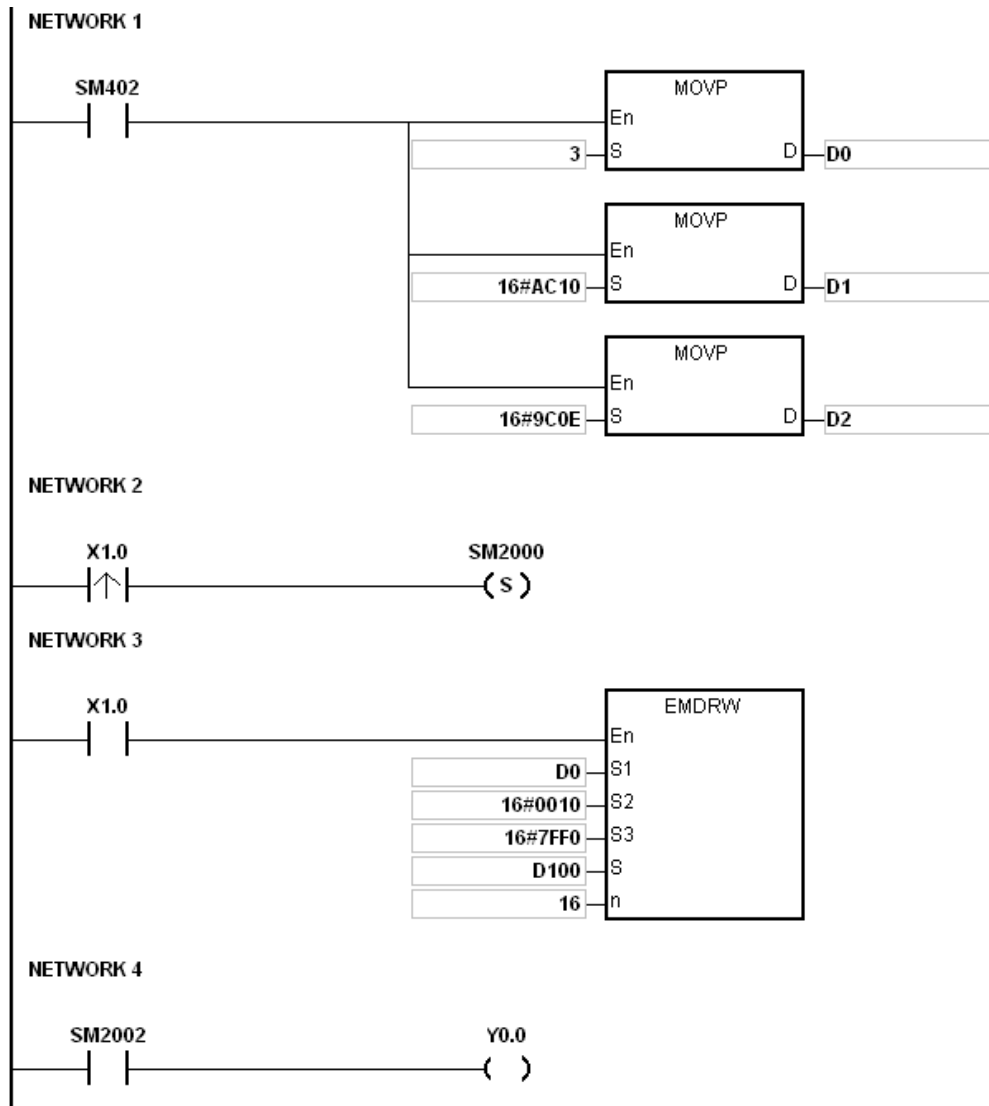 NETWORK 1
SM402
MOVP
En
3 S D D0
MOVP
En
16#AC10 S D D1
MOVP
En
16#9C0E S D D2
NETWORK 2
X1.0 SM2000
S
NETWORK 3
X1.0
EMDRW
En
D0 S1
16#0010 S2
16#7FF0 S3
D100 S
16 n
NETWORK 4
SM2002 Y0.0